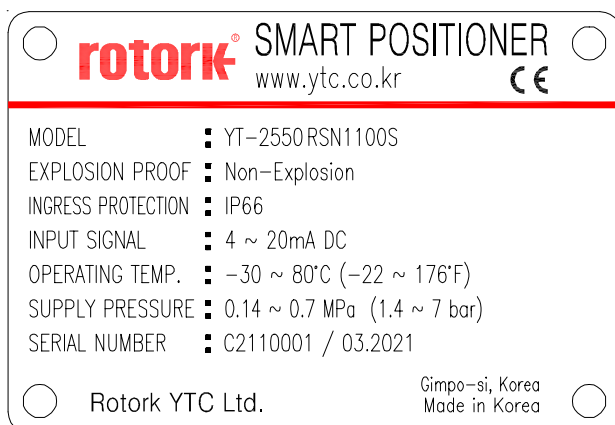 rotork® SMART POSITIONER
www.ytc.co.kr CE
MODEL : YT-2550RSN1100S
EXPLOSION PROOF : Non-Explosion
INGRESS PROTECTION : IP66
INPUT SIGNAL : 4 ~ 20mA DC
OPERATING TEMP. : -30 ~ 80°C (-22 ~ 176°F)
SUPPLY PRESSURE : 0.14 ~ 0.7 MPa (1.4 ~ 7 bar)
SERIAL NUMBER : C2110001 / 03.2021
Rotork YTC Ltd.
Gimpo-si, Korea
Made in Korea